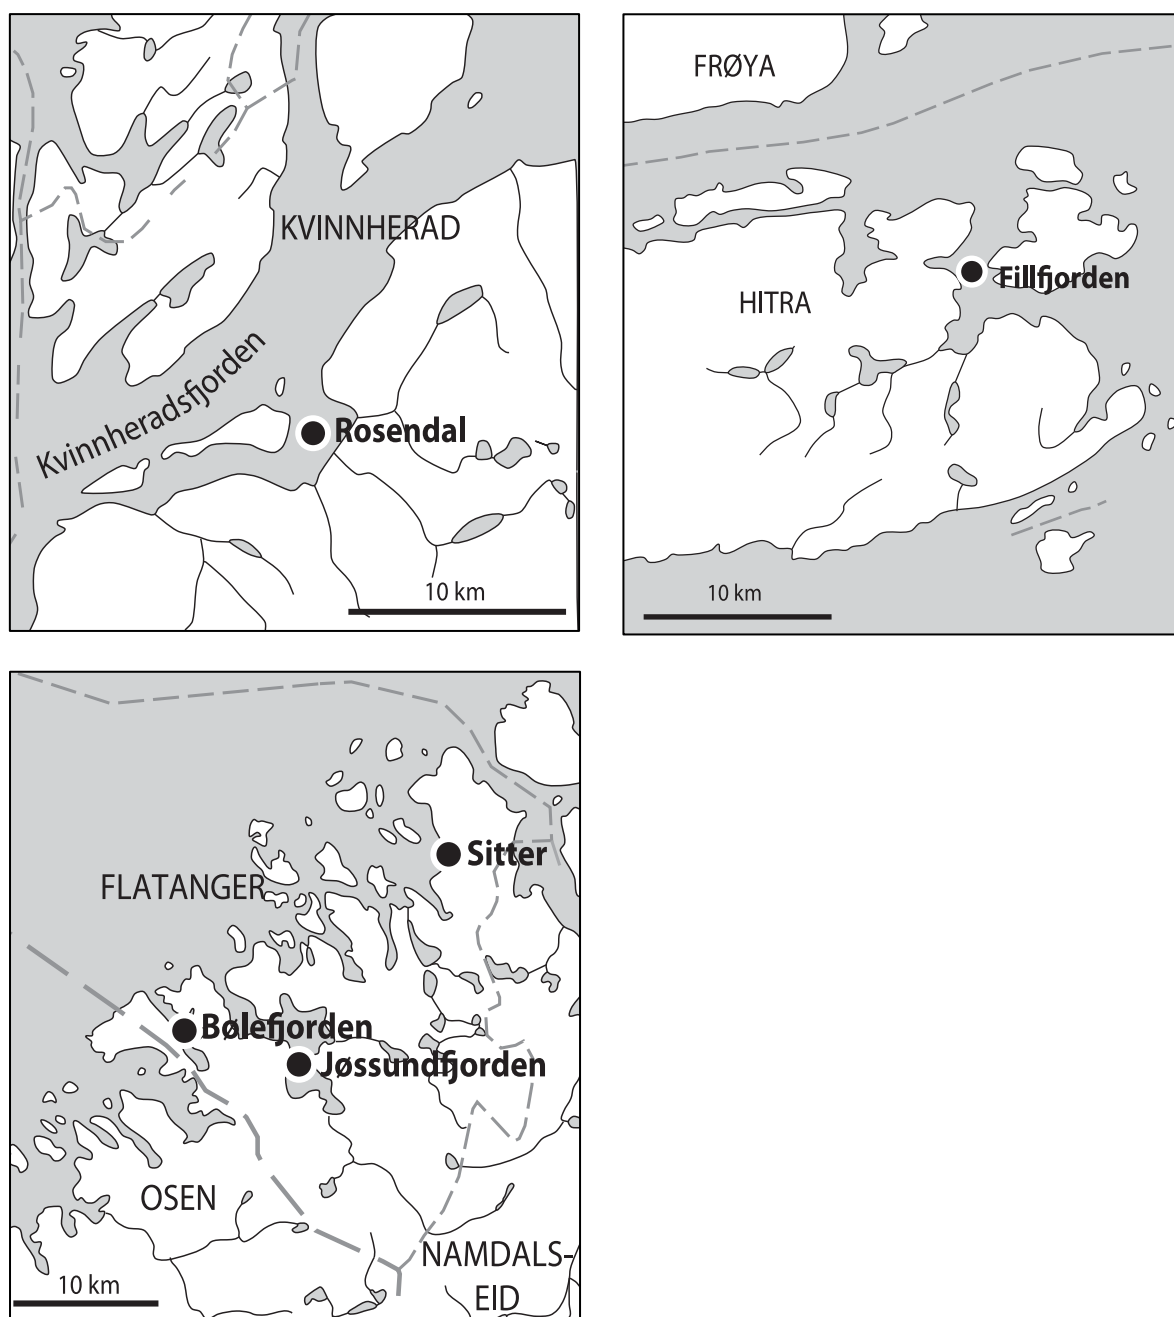 KVINNHERAD
Kvinnheradsfjorden
Rosendal
10 km
FRØYA
HITRA
Fillfjorden
10 km
Sitter
FLATANGER
Bølefjorden
Jøssundfjorden
OSEN
NAMDALS-
EID
10 km